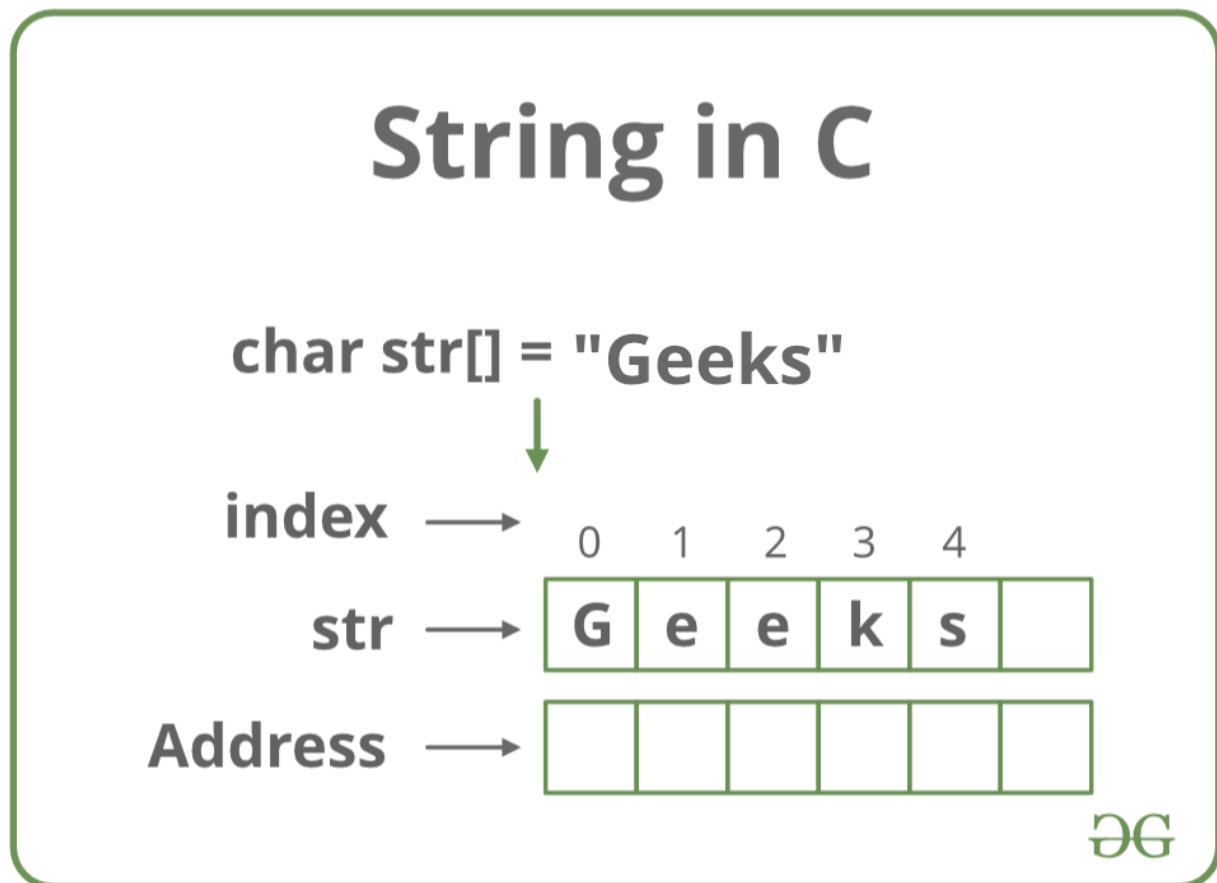 String in C
char str[] = "Geeks"
index
0 1 2 3 4
str G e e k s
Address
GG